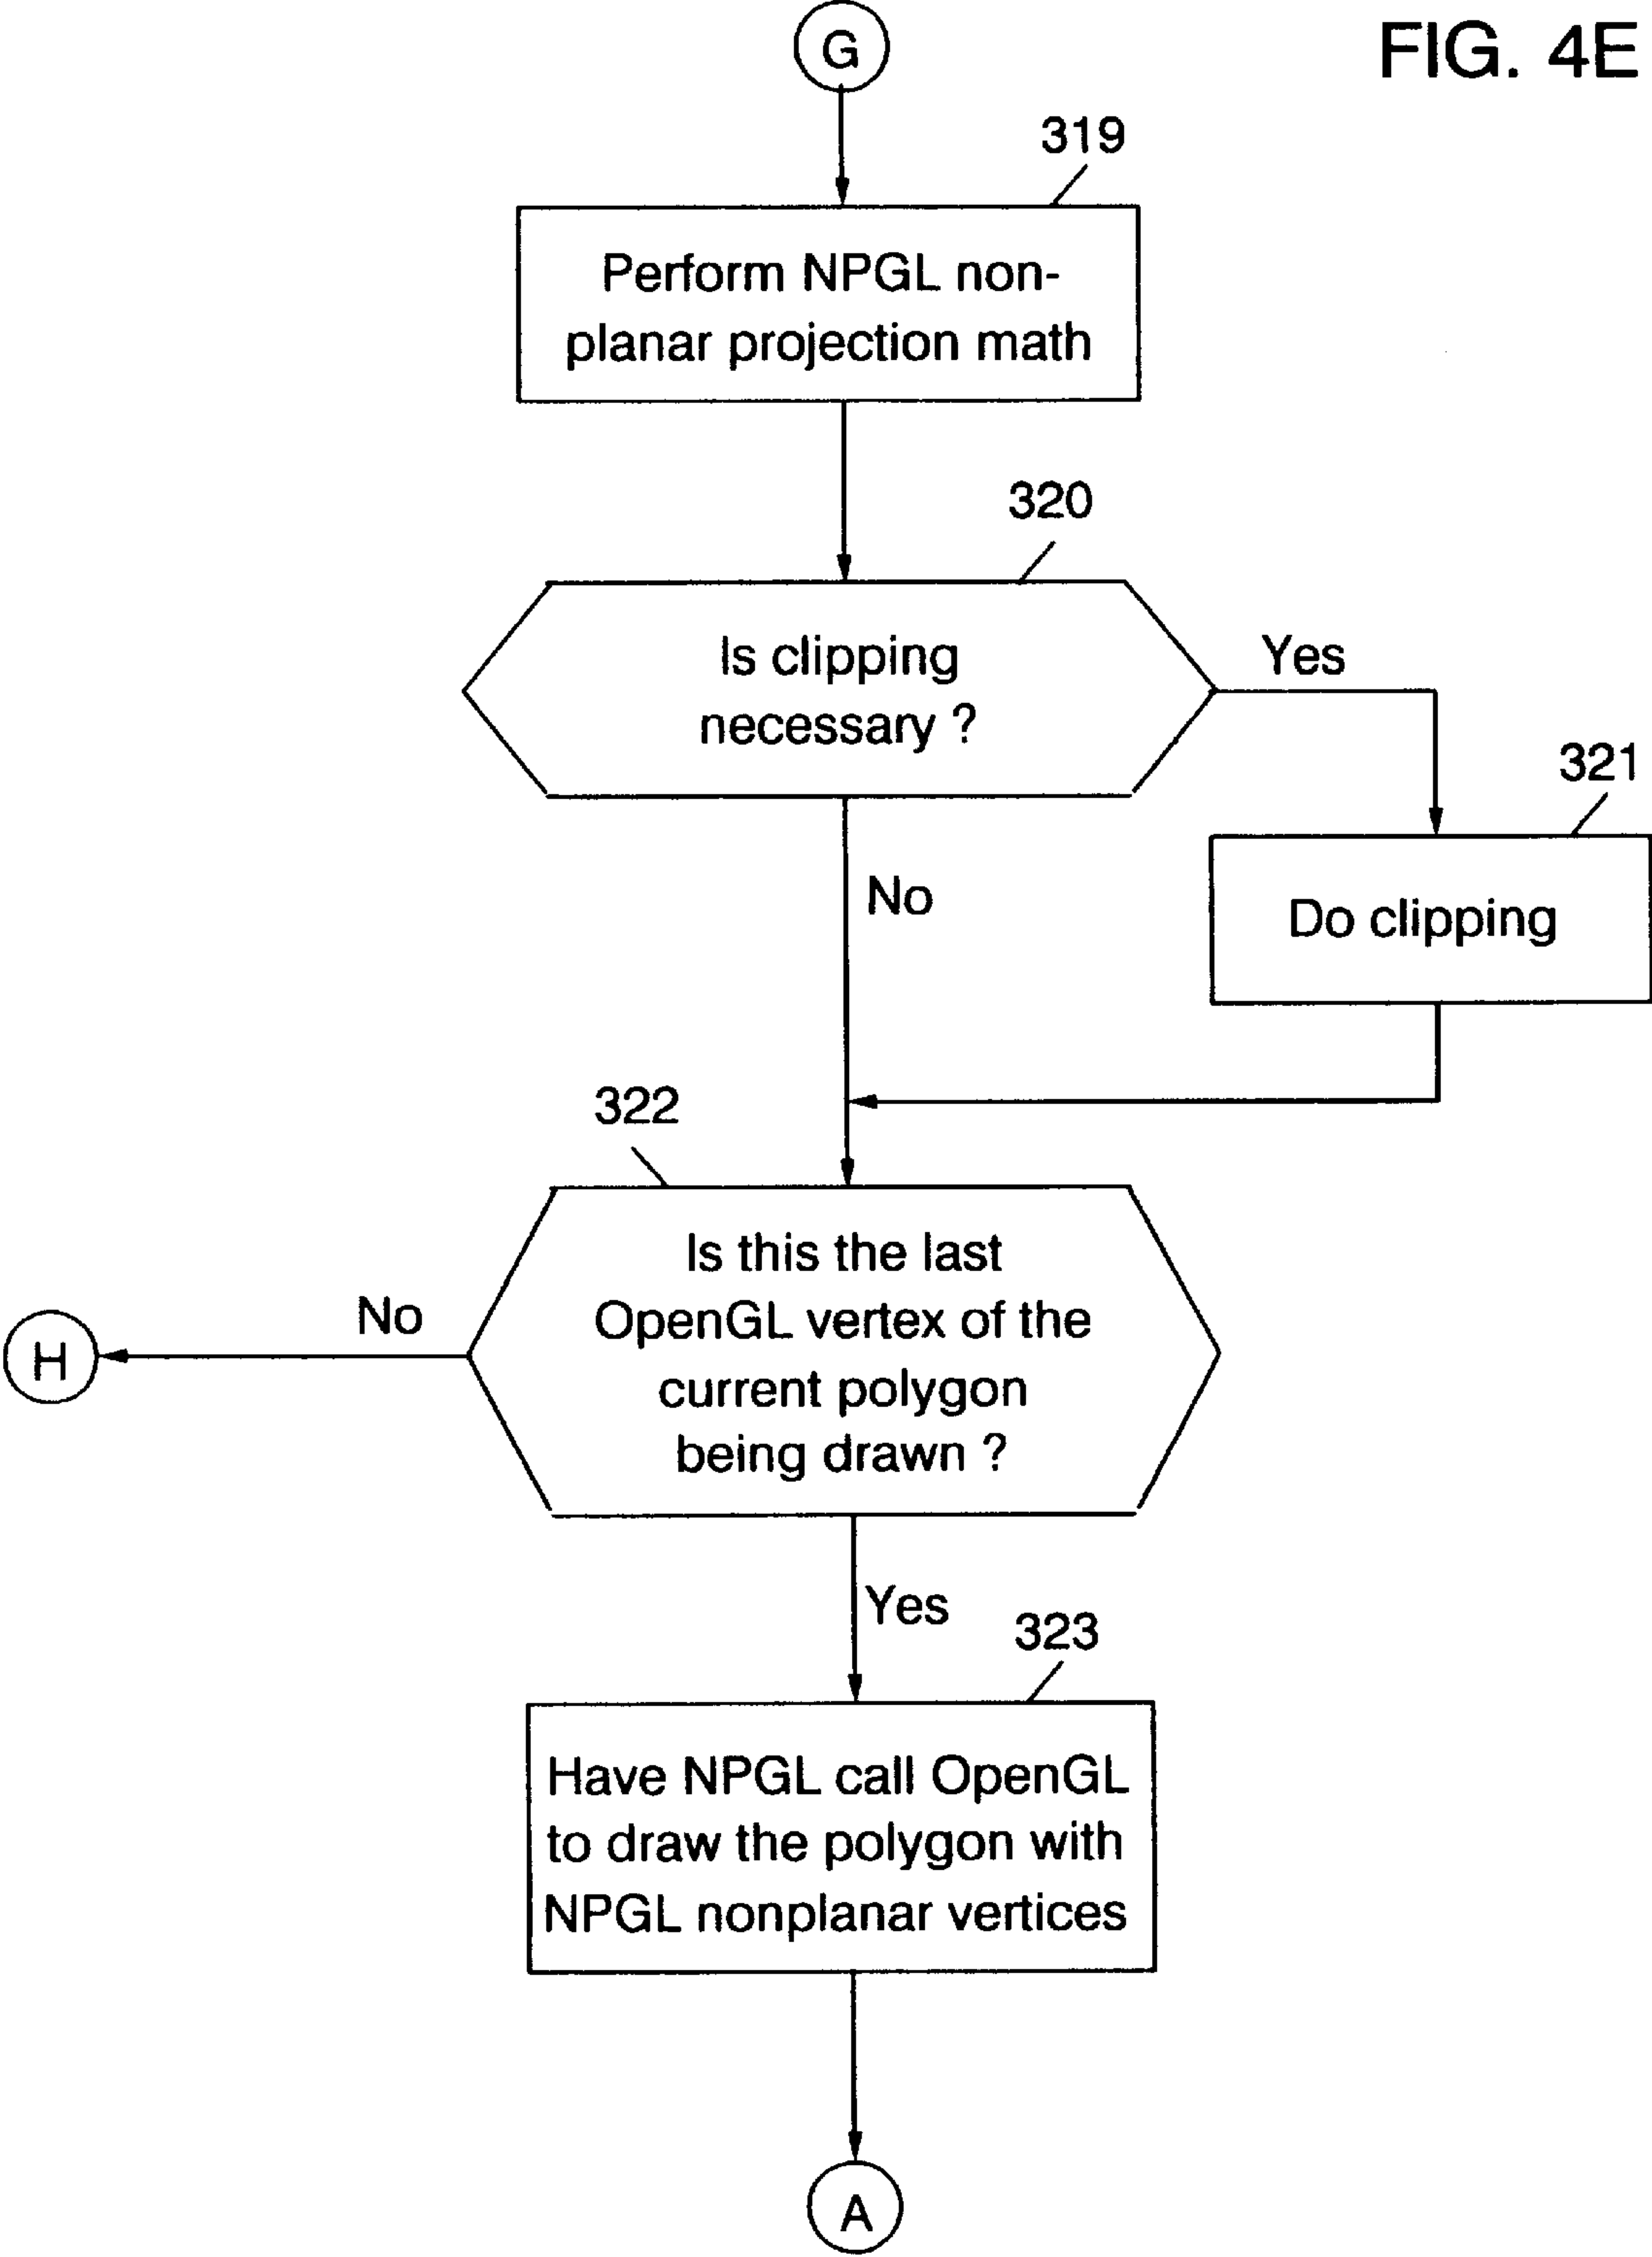 G
FIG. 4E
319
Perform NPGL non-
planar projection math
320
Is clipping
necessary ?
Yes
321
No
Do clipping
322
Is this the last
OpenGL vertex of the
current polygon
being drawn ?
No
H
Yes
323
Have NPGL call OpenGL
to draw the polygon with
NPGL nonplanar vertices
A